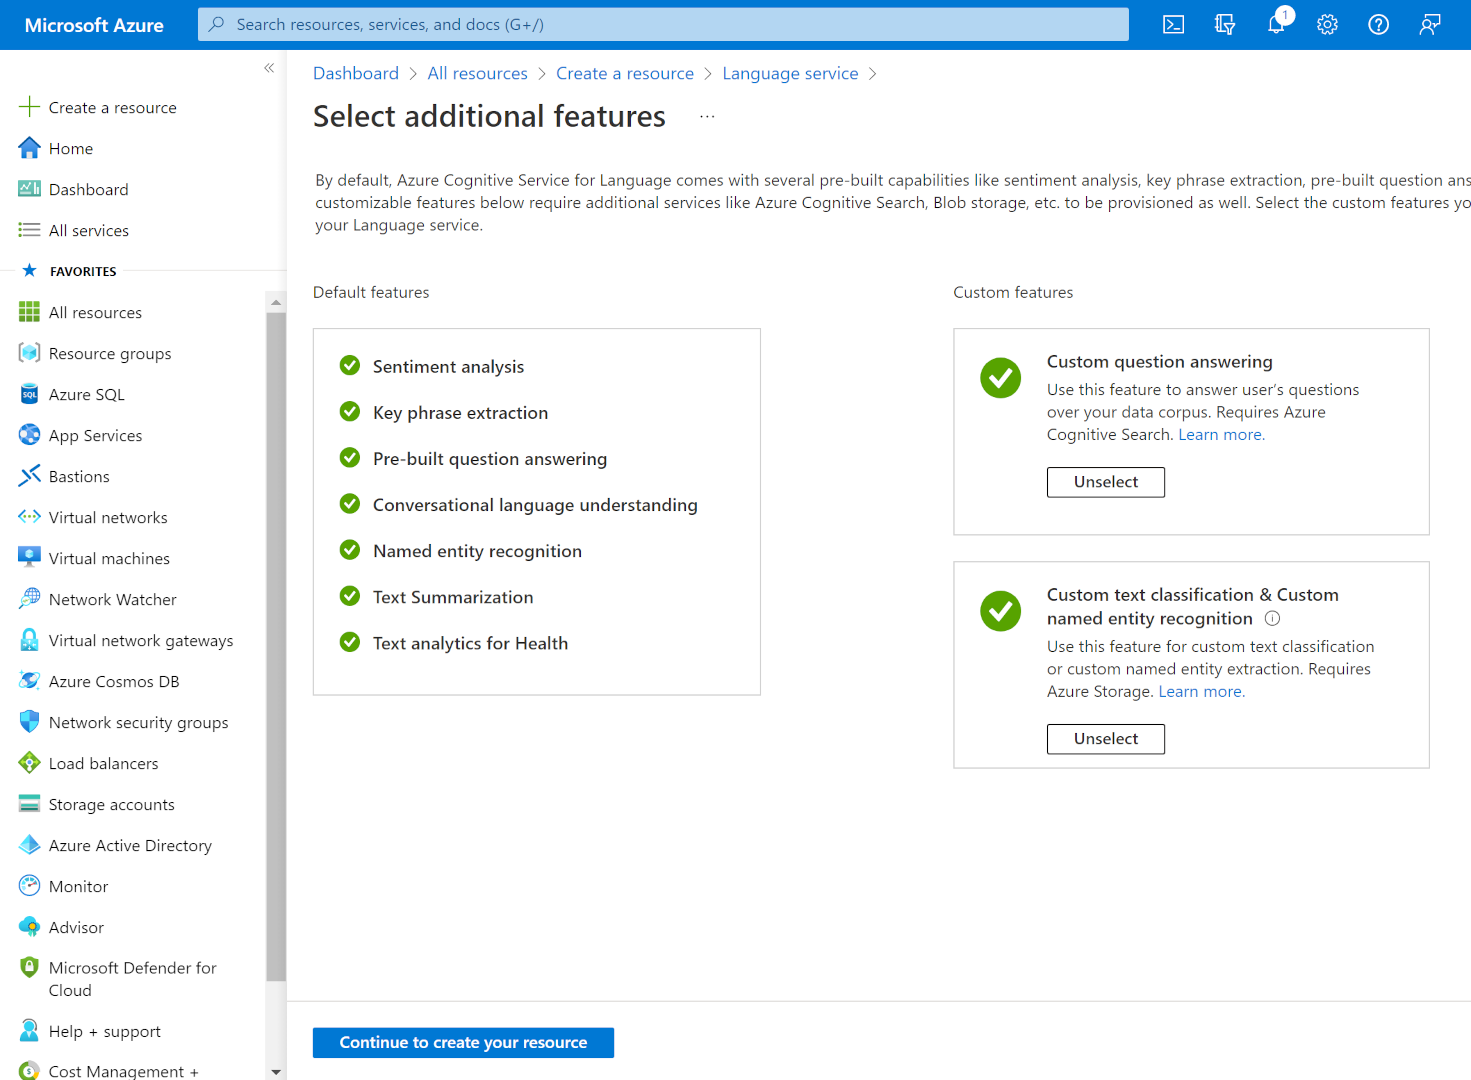 Microsoft Azure
Search resources, services, and docs (G+/)
1
Create a resource
Home
Dashboard
All services
FAVORITES
All resources
Resource groups
Azure SQL
App Services
Bastions
Virtual networks
Virtual machines
Network Watcher
Virtual network gateways
Azure Cosmos DB
Network security groups
Load balancers
Storage accounts
Azure Active Directory
Monitor
Advisor
Microsoft Defender for
Cloud
Help + support
Cost Management +
Dashboard > All resources > Create a resource > Language service >
Select additional features ...
By default, Azure Cognitive Service for Language comes with several pre-built capabilities like sentiment analysis, key phrase extraction, pre-built question ans
customizable features below require additional services like Azure Cognitive Search, Blob storage, etc. to be provisioned as well. Select the custom features yo
your Language service.
Default features
Sentiment analysis
Key phrase extraction
Pre-built question answering
Conversational language understanding
Named entity recognition
Text Summarization
Text analytics for Health
Custom features
Custom question answering
Use this feature to answer user's questions
over your data corpus. Requires Azure
Cognitive Search. Learn more.
Unselect
Custom text classification & Custom
named entity recognition
Use this feature for custom text classification
or custom named entity extraction. Requires
Azure Storage. Learn more.
Unselect
Continue to create your resource